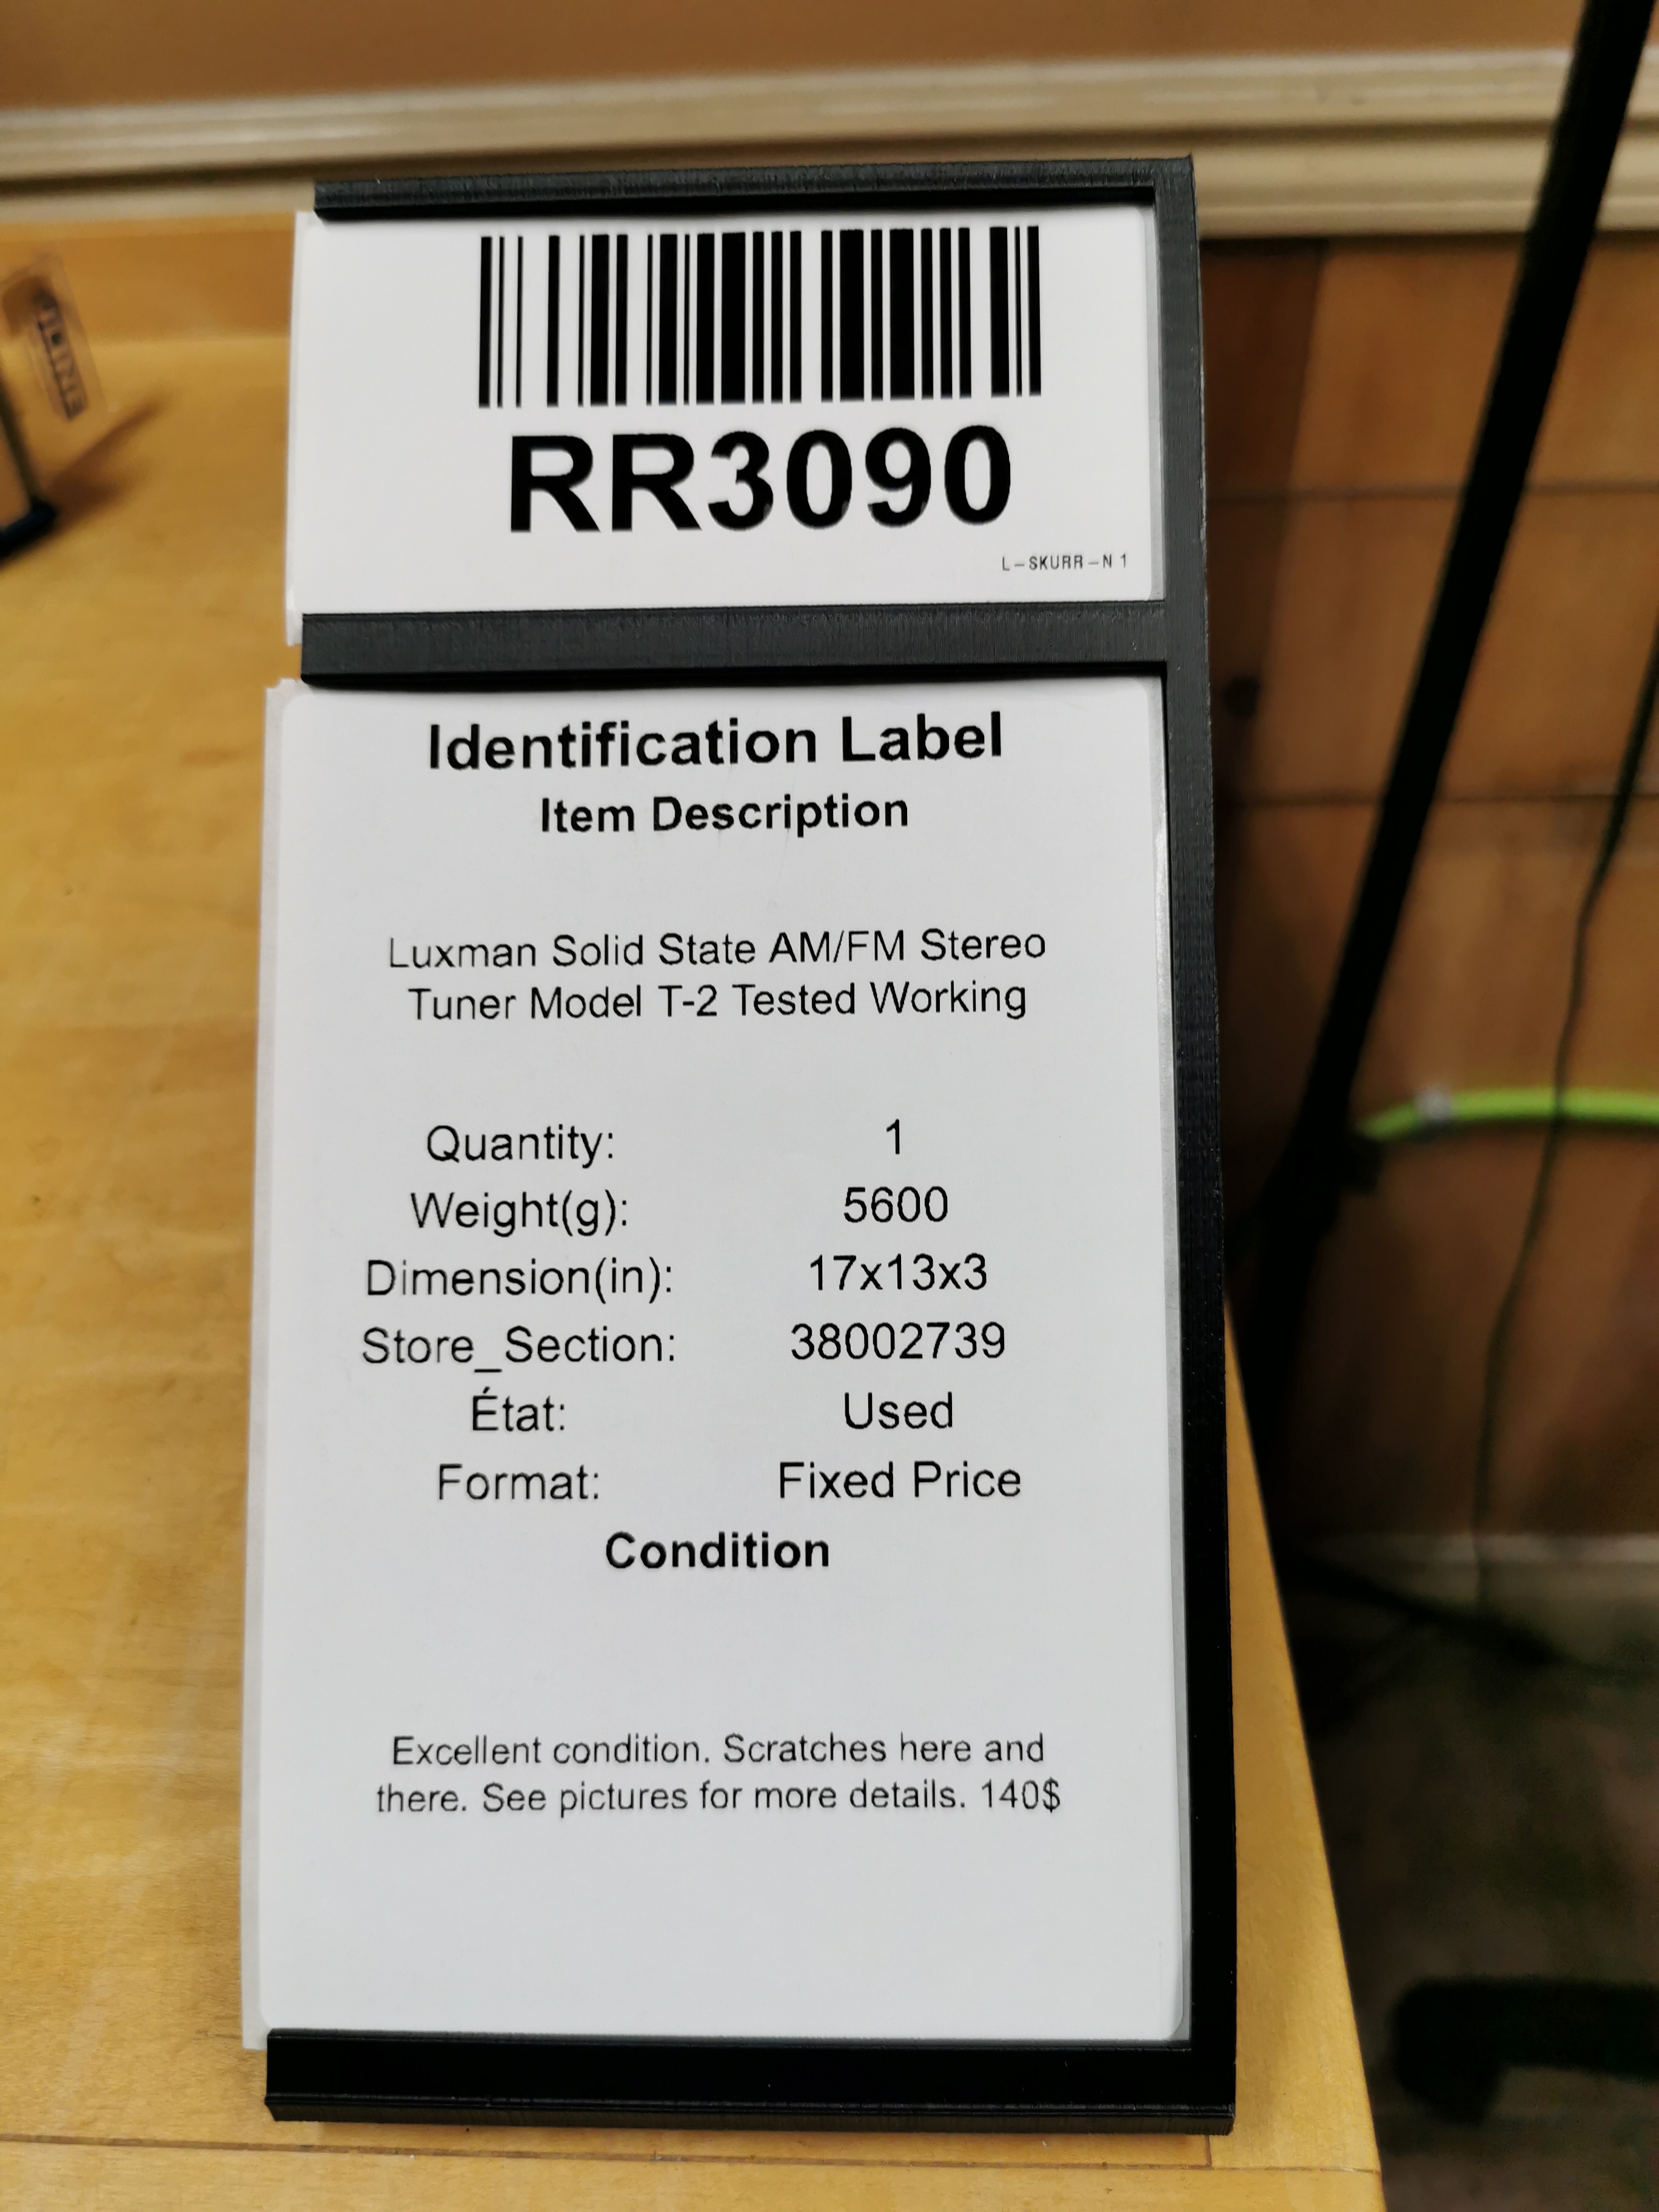 RR3090
L-SKURR-N 1
Identification Label
Item Description
Luxman Solid State AM/FM Stereo
Tuner Model T-2 Tested Working
Quantity: 1
Weight(g): 5600
Dimension(in): 17x13x3
Store_Section: 38002739
État: Used
Format: Fixed Price
Condition
Excellent condition. Scratches here and
there. See pictures for more details. 140$